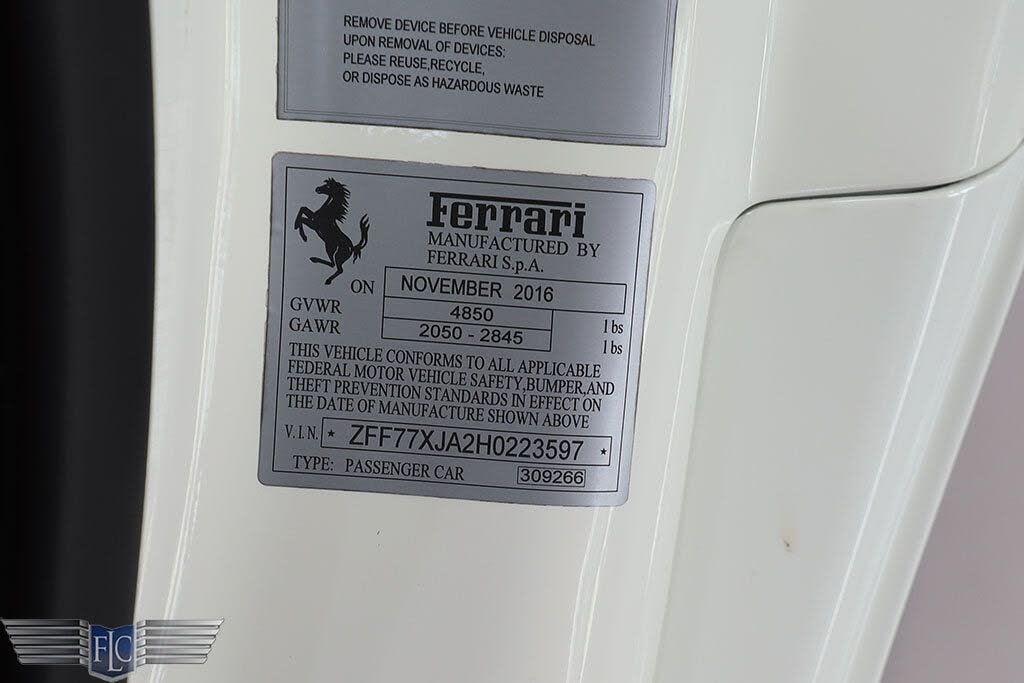 REMOVE DEVICE BEFORE VEHICLE DISPOSAL
UPON REMOVAL OF DEVICES:
PLEASE REUSE,RECYCLE,
OR DISPOSE AS HAZARDOUS WASTE
Ferrari
MANUFACTURED BY
FERRARI S.p.A.
ON NOVEMBER 2016
GVWR 4850 lbs
GAWR 2050 - 2845 lbs
THIS VEHICLE CONFORMS TO ALL APPLICABLE
FEDERAL MOTOR VEHICLE SAFETY,BUMPER,AND
THEFT PREVENTION STANDARDS IN EFFECT ON
THE DATE OF MANUFACTURE SHOWN ABOVE
V.I.N. * ZFF77XJA2H0223597 *
TYPE: PASSENGER CAR 309266
FLC